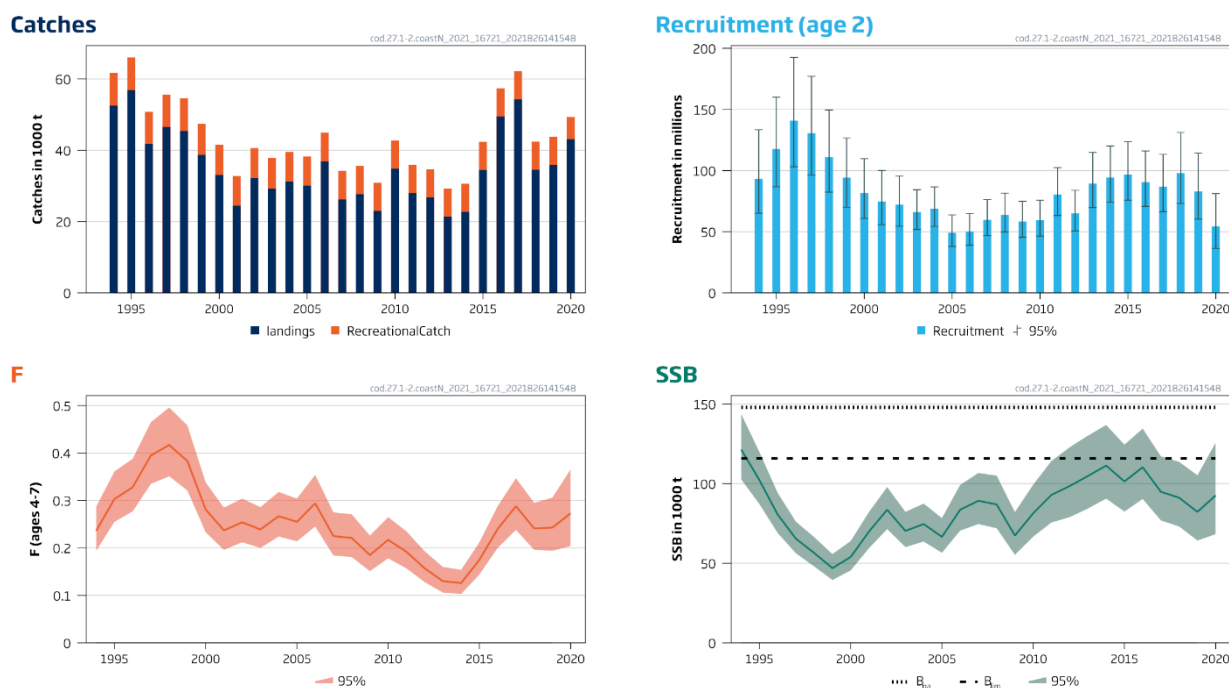 Catches
cod.27.1-2.coastN_2021_16721_2021826141548
Catches in 1000 t
60
40
20
0
1995
2000
2005
2010
2015
2020
landings
RecreationalCatch
Recruitment (age 2)
cod.27.1-2.coastN_2021_16721_2021826141548
Recruitment in millions
200
150
100
50
0
1995
2000
2005
2010
2015
2020
Recruitment
95%
F
cod.27.1-2.coastN_2021_16721_2021826141548
F (ages 4-7)
0.5
0.4
0.3
0.2
0.1
0
1995
2000
2005
2010
2015
2020
95%
SSB
cod.27.1-2.coastN_2021_16721_2021826141548
SSB in 1000 t
150
100
50
0
1995
2000
2005
2010
2015
2020
B
B
95%